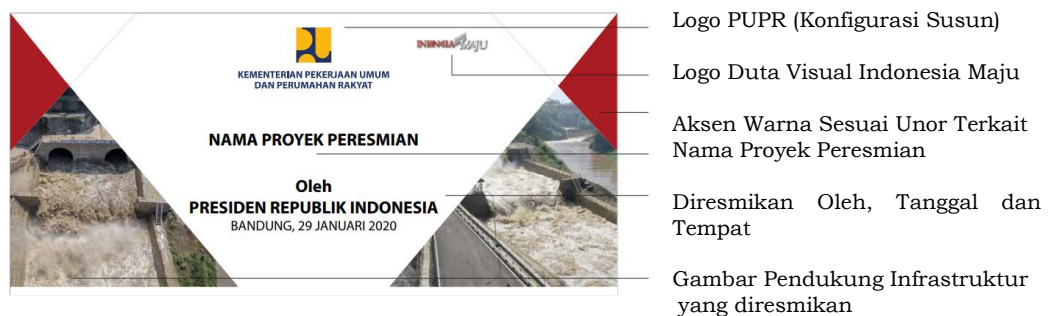 INDONESIA MAJU
KEMENTERIAN PEKERJAAN UMUM
DAN PERUMAHAN RAKYAT
NAMA PROYEK PERESMIAN
Oleh
PRESIDEN REPUBLIK INDONESIA
BANDUNG, 29 JANUARI 2020
Logo PUPR (Konfigurasi Susun)
Logo Duta Visual Indonesia Maju
Aksen Warna Sesuai Unor Terkait
Nama Proyek Peresmian
Diresmikan Oleh, Tanggal dan
Tempat
Gambar Pendukung Infrastruktur
yang diresmikan